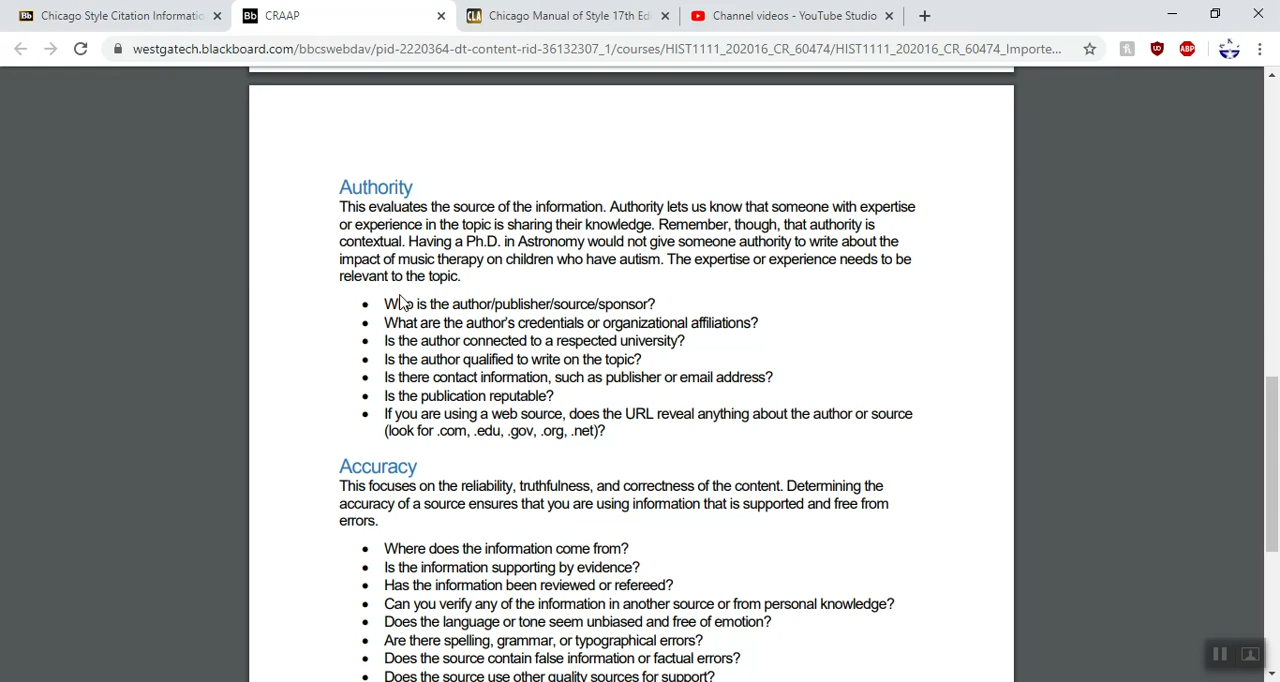 Chicago Style Citation Informatio
CRAAP
Chicago Manual of Style 17th Edi
Channel videos - YouTube Studio
westgatech.blackboard.com/bbcswebdav/pid-2220364-dt-content-rid-36132307_1/courses/HIST1111_202016_CR_60474/HIST1111_202016_CR_60474_Importe...
Authority
This evaluates the source of the information. Authority lets us know that someone with expertise
or experience in the topic is sharing their knowledge. Remember, though, that authority is
contextual. Having a Ph.D. in Astronomy would not give someone authority to write about the
impact of music therapy on children who have autism. The expertise or experience needs to be
relevant to the topic.
• Who is the author/publisher/source/sponsor?
• What are the author's credentials or organizational affiliations?
• Is the author connected to a respected university?
• Is the author qualified to write on the topic?
• Is there contact information, such as publisher or email address?
• Is the publication reputable?
• If you are using a web source, does the URL reveal anything about the author or source
(look for .com, .edu, .gov, .org, .net)?
Accuracy
This focuses on the reliability, truthfulness, and correctness of the content. Determining the
accuracy of a source ensures that you are using information that is supported and free from
errors.
• Where does the information come from?
• Is the information supporting by evidence?
• Has the information been reviewed or refereed?
• Can you verify any of the information in another source or from personal knowledge?
• Does the language or tone seem unbiased and free of emotion?
• Are there spelling, grammar, or typographical errors?
• Does the source contain false information or factual errors?
• Does the source use other quality sources for support?